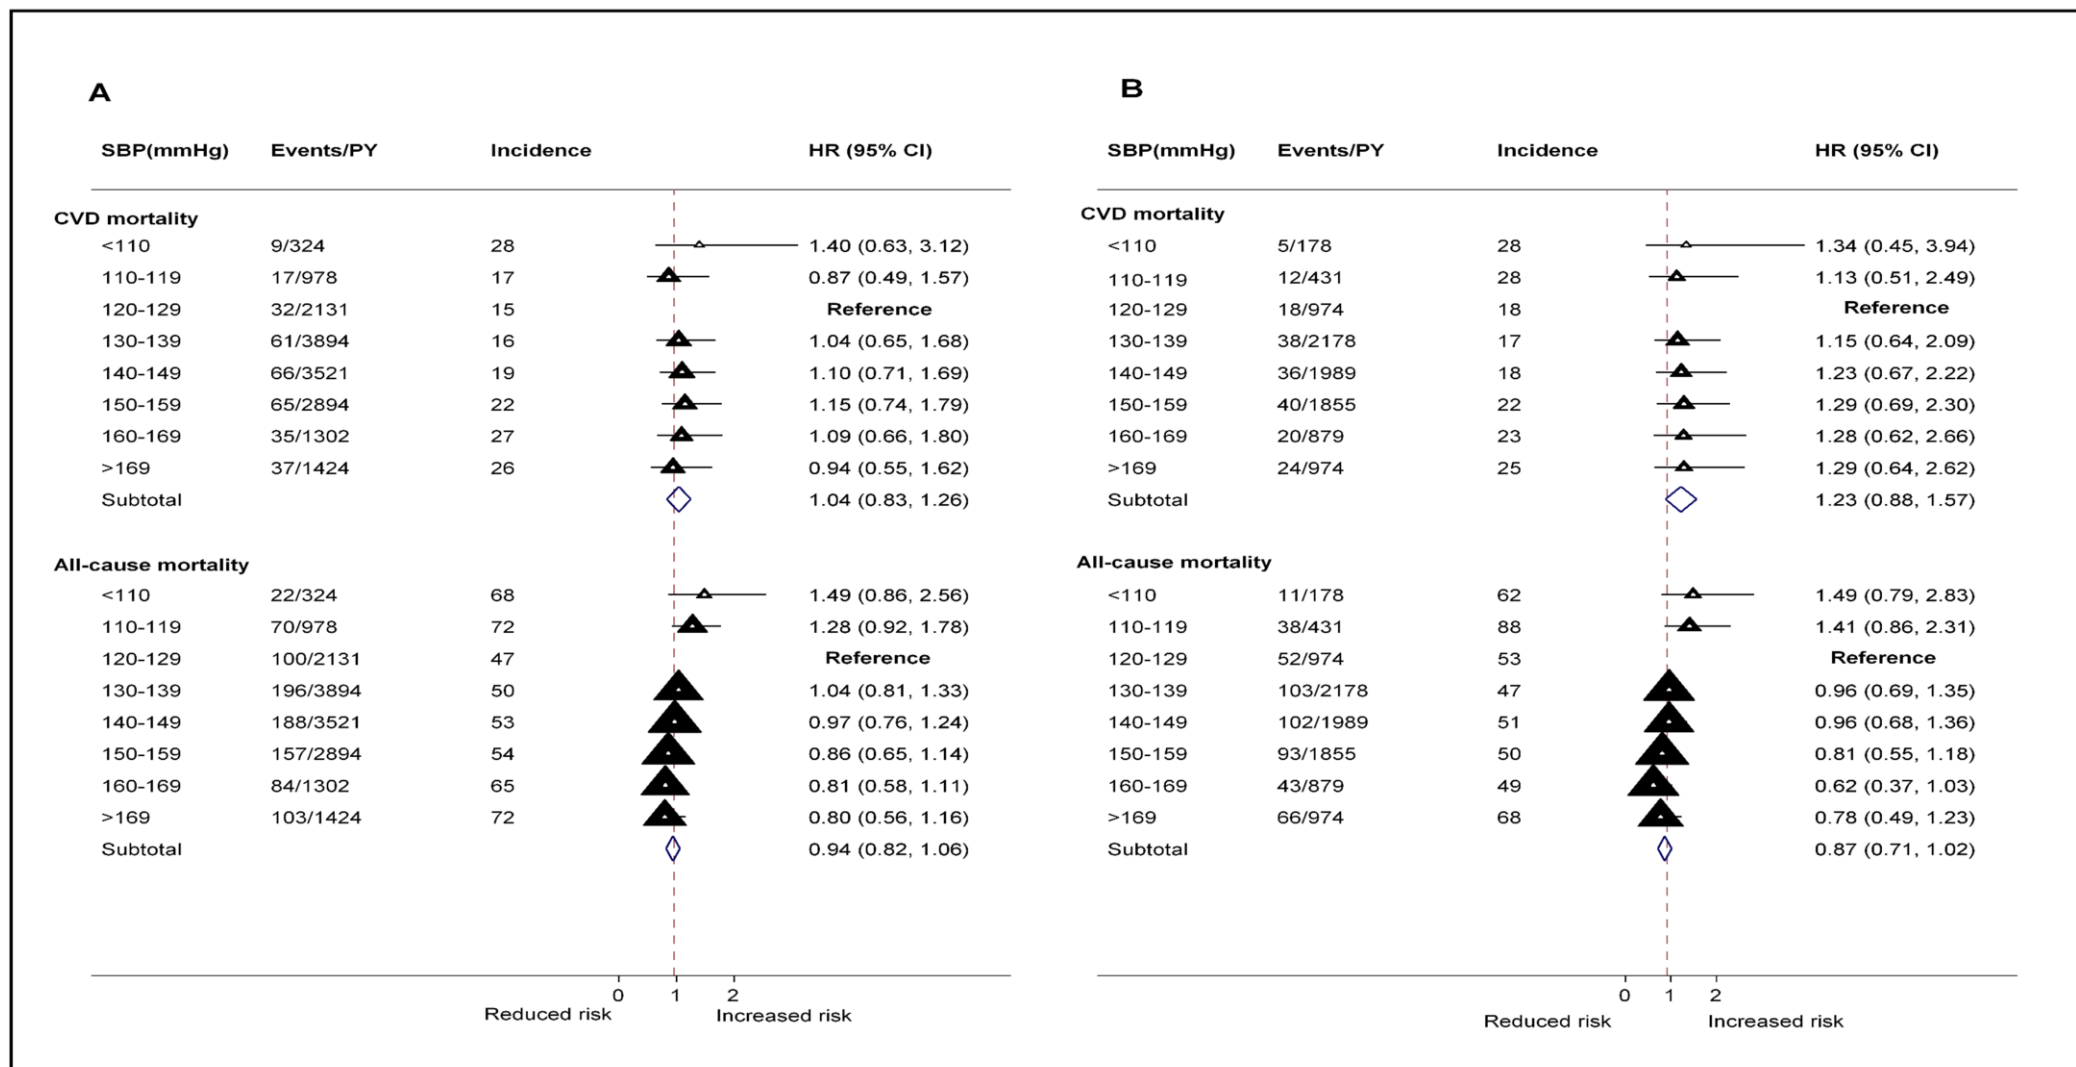 A
SBP(mmHg) Events/PY Incidence HR (95% CI)
CVD mortality
<110 9/324 28 1.40 (0.63, 3.12)
110-119 17/978 17 0.87 (0.49, 1.57)
120-129 32/2131 15 Reference
130-139 61/3894 16 1.04 (0.65, 1.68)
140-149 66/3521 19 1.10 (0.71, 1.69)
150-159 65/2894 22 1.15 (0.74, 1.79)
160-169 35/1302 27 1.09 (0.66, 1.80)
>169 37/1424 26 0.94 (0.55, 1.62)
Subtotal 1.04 (0.83, 1.26)
All-cause mortality
<110 22/324 68 1.49 (0.86, 2.56)
110-119 70/978 72 1.28 (0.92, 1.78)
120-129 100/2131 47 Reference
130-139 196/3894 50 1.04 (0.81, 1.33)
140-149 188/3521 53 0.97 (0.76, 1.24)
150-159 157/2894 54 0.86 (0.65, 1.14)
160-169 84/1302 65 0.81 (0.58, 1.11)
>169 103/1424 72 0.80 (0.56, 1.16)
Subtotal 0.94 (0.82, 1.06)
0 1 2
Reduced risk Increased risk
B
SBP(mmHg) Events/PY Incidence HR (95% CI)
CVD mortality
<110 5/178 28 1.34 (0.45, 3.94)
110-119 12/431 28 1.13 (0.51, 2.49)
120-129 18/974 18 Reference
130-139 38/2178 17 1.15 (0.64, 2.09)
140-149 36/1989 18 1.23 (0.67, 2.22)
150-159 40/1855 22 1.29 (0.69, 2.30)
160-169 20/879 23 1.28 (0.62, 2.66)
>169 24/974 25 1.29 (0.64, 2.62)
Subtotal 1.23 (0.88, 1.57)
All-cause mortality
<110 11/178 62 1.49 (0.79, 2.83)
110-119 38/431 88 1.41 (0.86, 2.31)
120-129 52/974 53 Reference
130-139 103/2178 47 0.96 (0.69, 1.35)
140-149 102/1989 51 0.96 (0.68, 1.36)
150-159 93/1855 50 0.81 (0.55, 1.18)
160-169 43/879 49 0.62 (0.37, 1.03)
>169 66/974 68 0.78 (0.49, 1.23)
Subtotal 0.87 (0.71, 1.02)
0 1 2
Reduced risk Increased risk